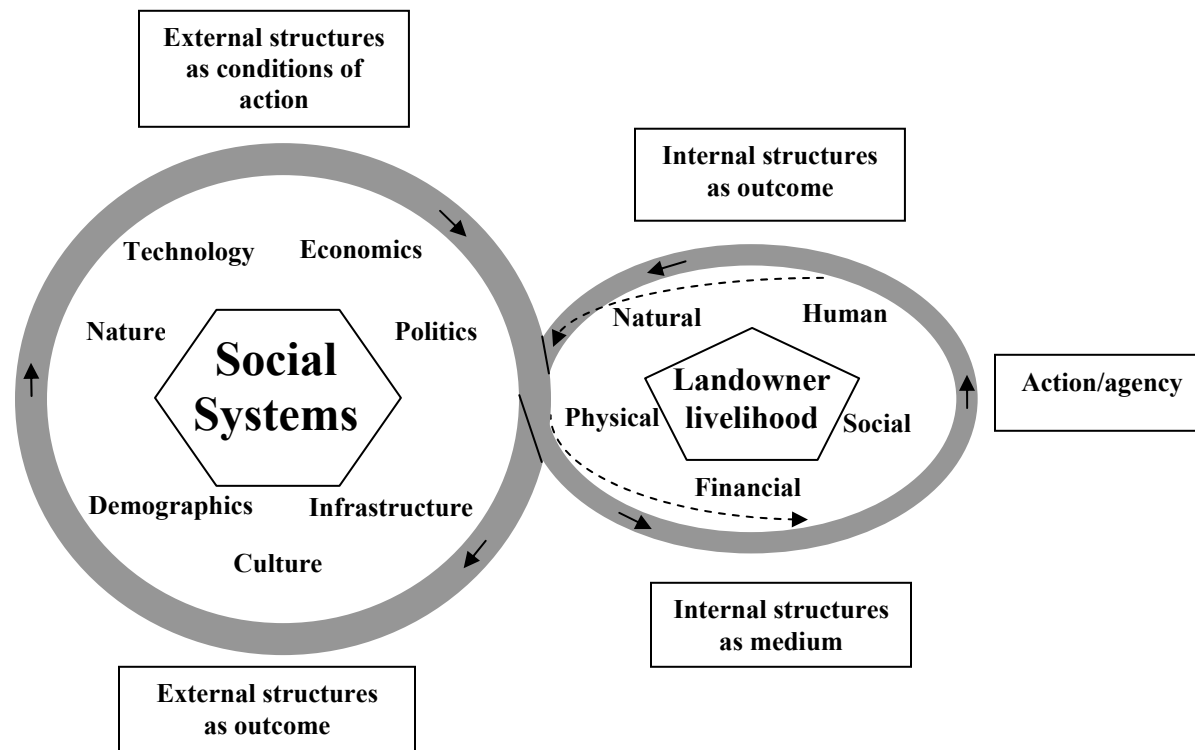 External structures
as conditions of
action
Internal structures
as outcome
Technology
Economics
Nature
Politics
Social
Systems
Demographics
Infrastructure
Culture
Natural
Human
Landowner
livelihood
Physical
Social
Financial
Action/agency
Internal structures
as medium
External structures
as outcome